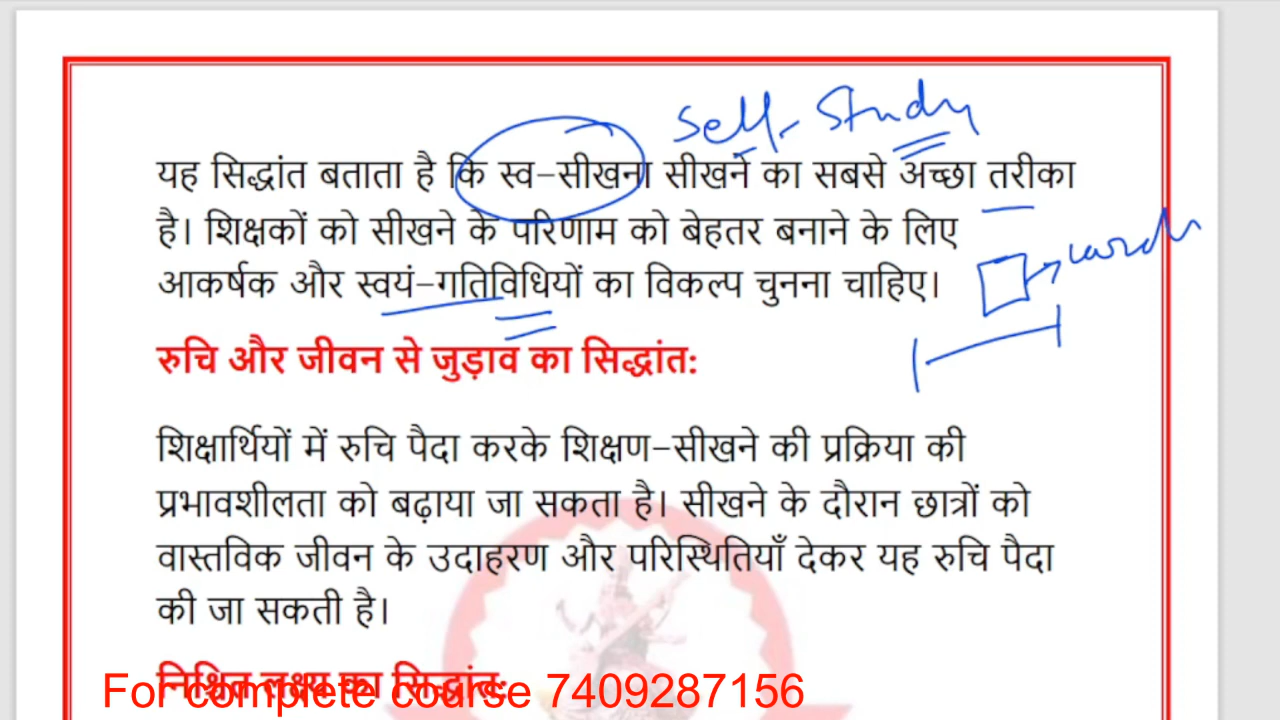 self-study
यह सिद्धांत बताता है कि स्व-सीखना सीखने का सबसे अच्छा तरीका
है। शिक्षकों को सीखने के परिणाम को बेहतर बनाने के लिए
आकर्षक और स्वयं-गतिविधियों का विकल्प चुनना चाहिए।
रुचि और जीवन से जुड़ाव का सिद्धांत:
शिक्षार्थियों में रुचि पैदा करके शिक्षण-सीखने की प्रक्रिया की
प्रभावशीलता को बढ़ाया जा सकता है। सीखने के दौरान छात्रों को
वास्तविक जीवन के उदाहरण और परिस्थितियाँ देकर यह रुचि पैदा
की जा सकती है।
निश्चित लक्ष्य का सिद्धांत:
For complete course 7409287156